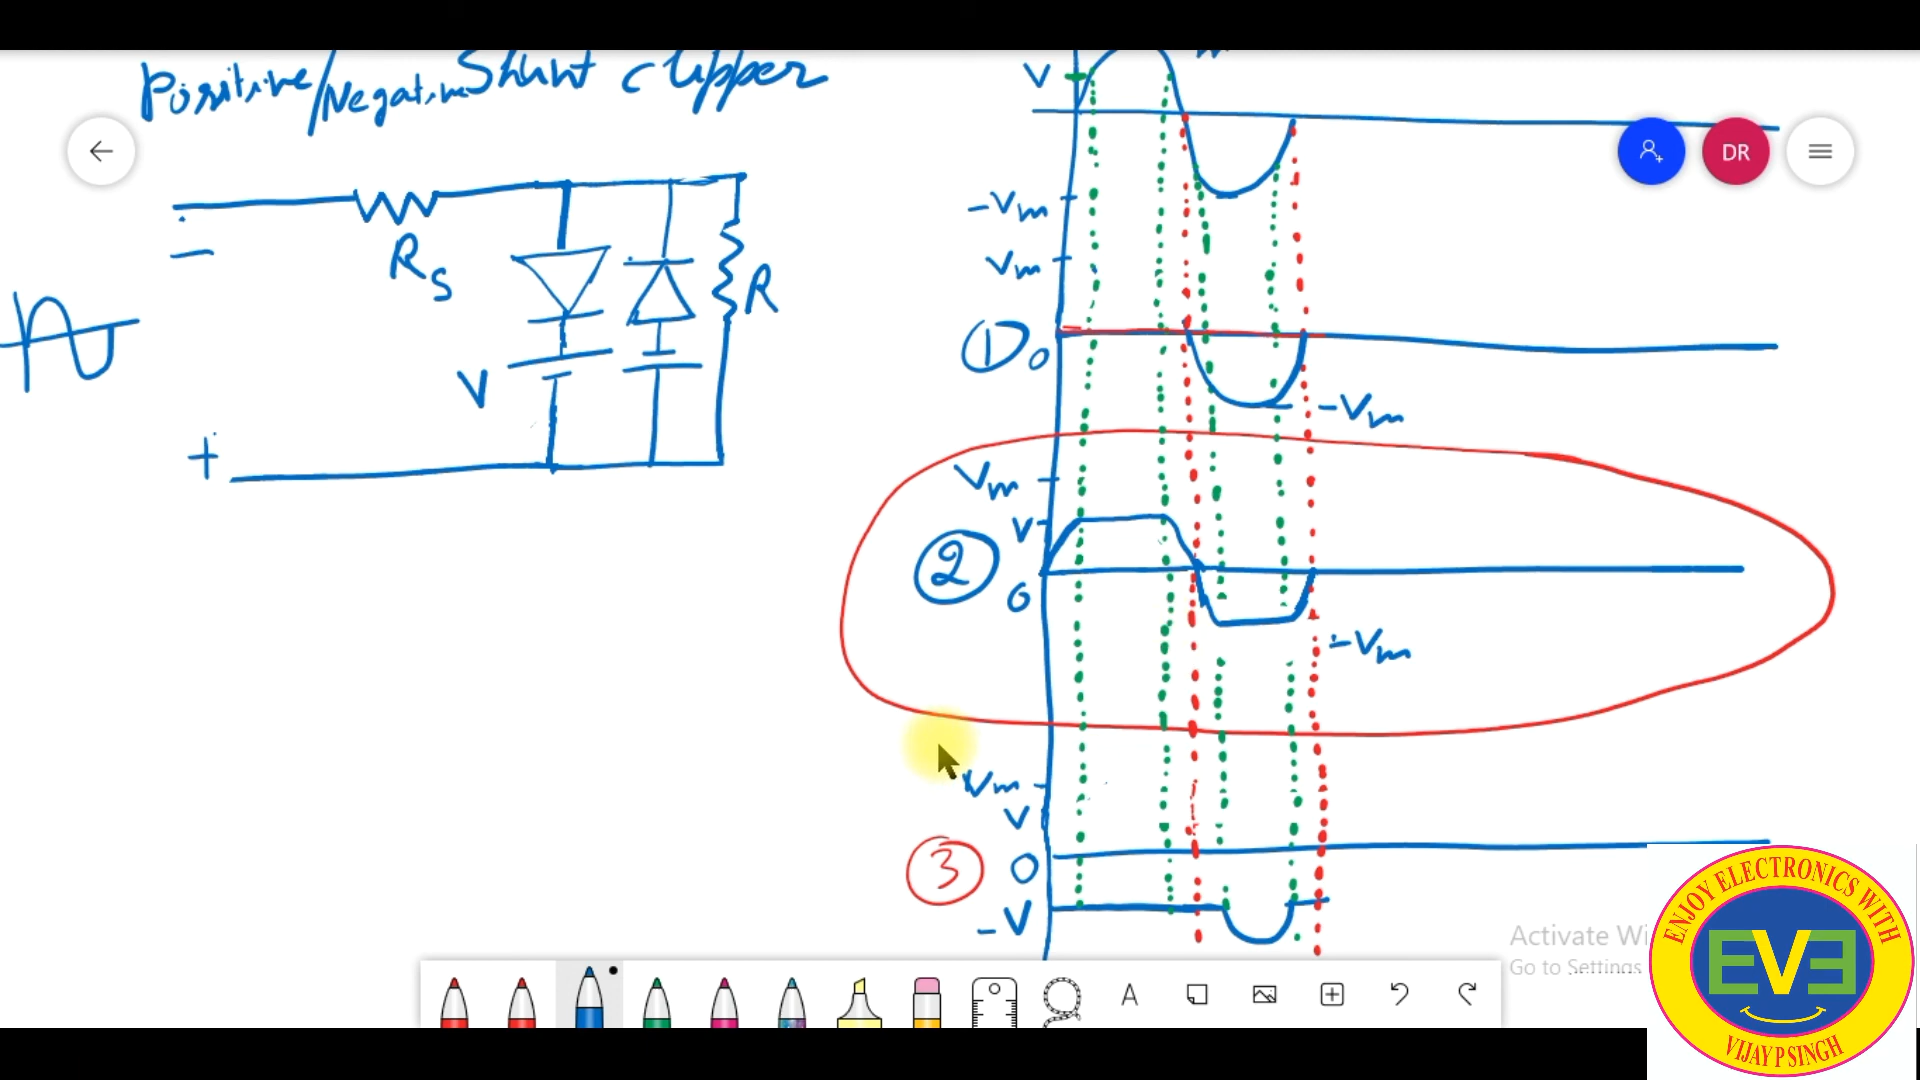 Positive/Negative Shunt Clipper
V
DR
-Vm
Vm
RS
R
1
0
V
-Vm
Vm
V
2
0
+
-Vm
Vm
V
3
0
-V
A
Activate Wi
Go to Settings
ENJOY ELECTRONICS WITH
EVE
VIJAY P SINGH